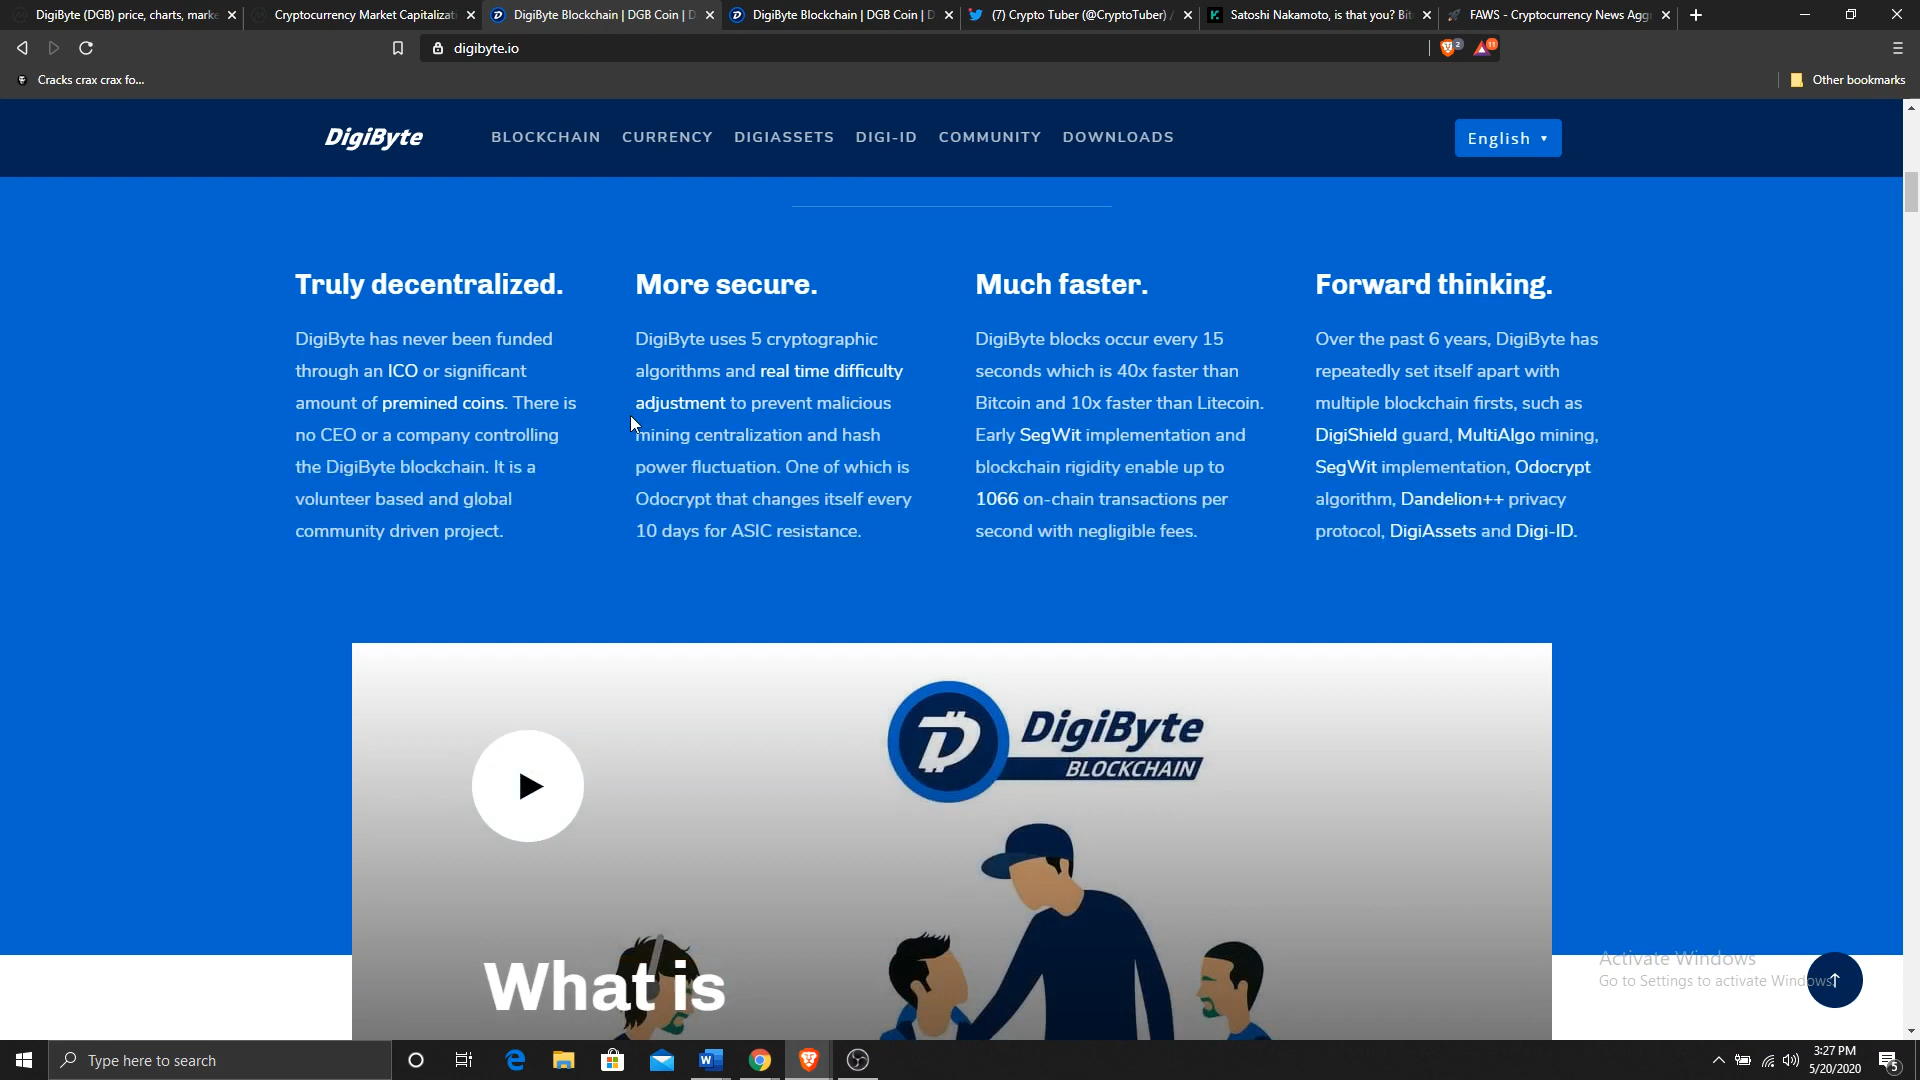 DigiByte (DGB) price, charts, marke
Cryptocurrency Market Capitalizati
DigiByte Blockchain | DGB Coin | D
DigiByte Blockchain | DGB Coin | D
(7) Crypto Tuber (@CryptoTuber) /
Satoshi Nakamoto, is that you? Bit
FAWS - Cryptocurrency News Agg
digibyte.io
2
11
Cracks crax crax fo...
Other bookmarks
DigiByte
BLOCKCHAIN
CURRENCY
DIGIASSETS
DIGI-ID
COMMUNITY
DOWNLOADS
English
Truly decentralized.
DigiByte has never been funded
through an ICO or significant
amount of premined coins. There is
no CEO or a company controlling
the DigiByte blockchain. It is a
volunteer based and global
community driven project.
More secure.
DigiByte uses 5 cryptographic
algorithms and real time difficulty
adjustment to prevent malicious
mining centralization and hash
power fluctuation. One of which is
Odocrypt that changes itself every
10 days for ASIC resistance.
Much faster.
DigiByte blocks occur every 15
seconds which is 40x faster than
Bitcoin and 10x faster than Litecoin.
Early SegWit implementation and
blockchain rigidity enable up to
1066 on-chain transactions per
second with negligible fees.
Forward thinking.
Over the past 6 years, DigiByte has
repeatedly set itself apart with
multiple blockchain firsts, such as
DigiShield guard, MultiAlgo mining,
SegWit implementation, Odocrypt
algorithm, Dandelion++ privacy
protocol, DigiAssets and Digi-ID.
DigiByte
BLOCKCHAIN
What is
Activate Windows
Go to Settings to activate Windows.
Type here to search
3:27 PM
5/20/2020
5